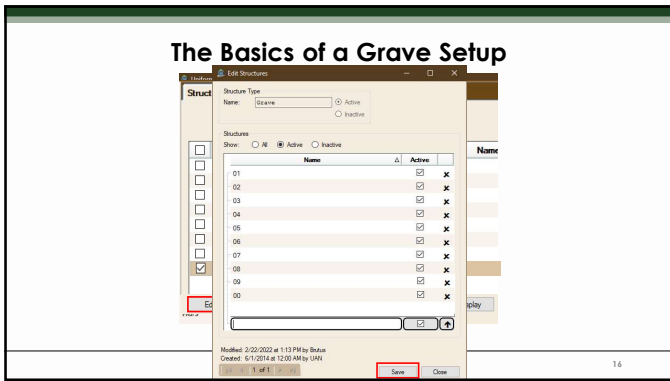 The Basics of a Grave Setup
Uniform
Edit Structures
Struct
Structure Type
Name: Grave Active
Inactive
Structures
Show: All Active Inactive
Name Active
Name
01
02
03
04
05
06
07
08
09
00
Ed
play
Modified: 2/22/2022 at 1:13 PM by Brutus
Created: 6/1/2014 at 12:00 AM by UAN
1 of 1
Save Close
16